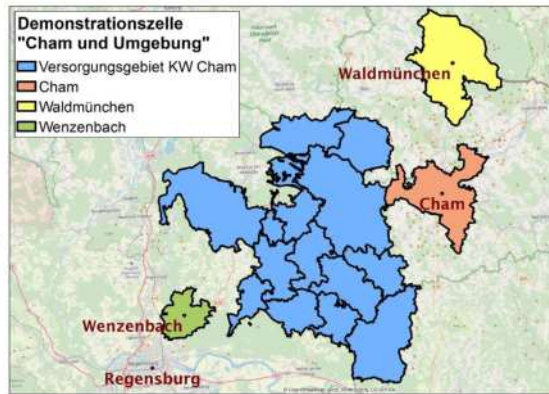 Demonstrationszelle
"Cham und Umgebung"
Versorgungsgebiet KW Cham
Cham
Waldmünchen
Wenzenbach
Waldmünchen
Cham
Wenzenbach
Regensburg